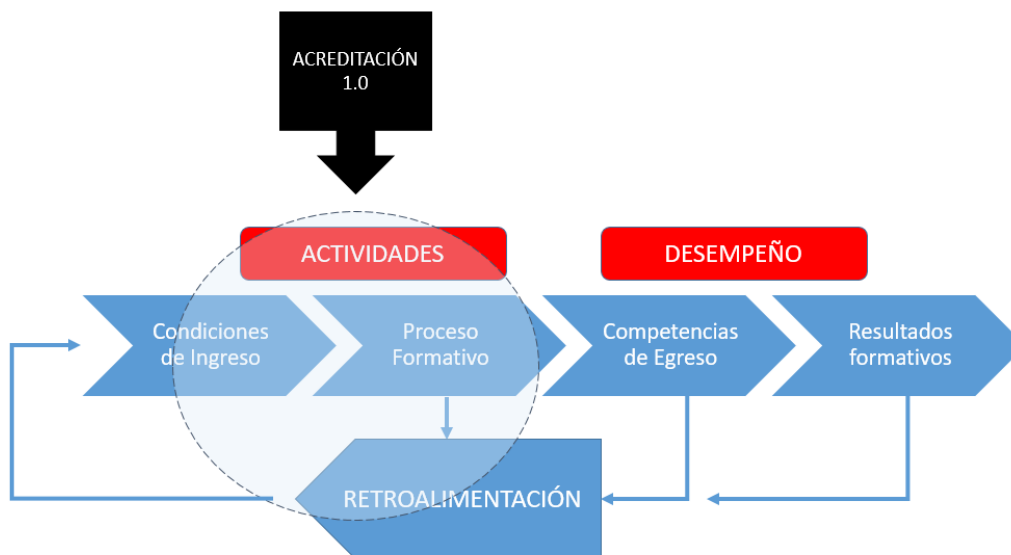 ACREDITACIÓN
1.0
ACTIVIDADES
DESEMPEÑO
Condiciones
de Ingreso
Proceso
Formativo
Competencias
de Egreso
Resultados
formativos
RETROALIMENTACIÓN